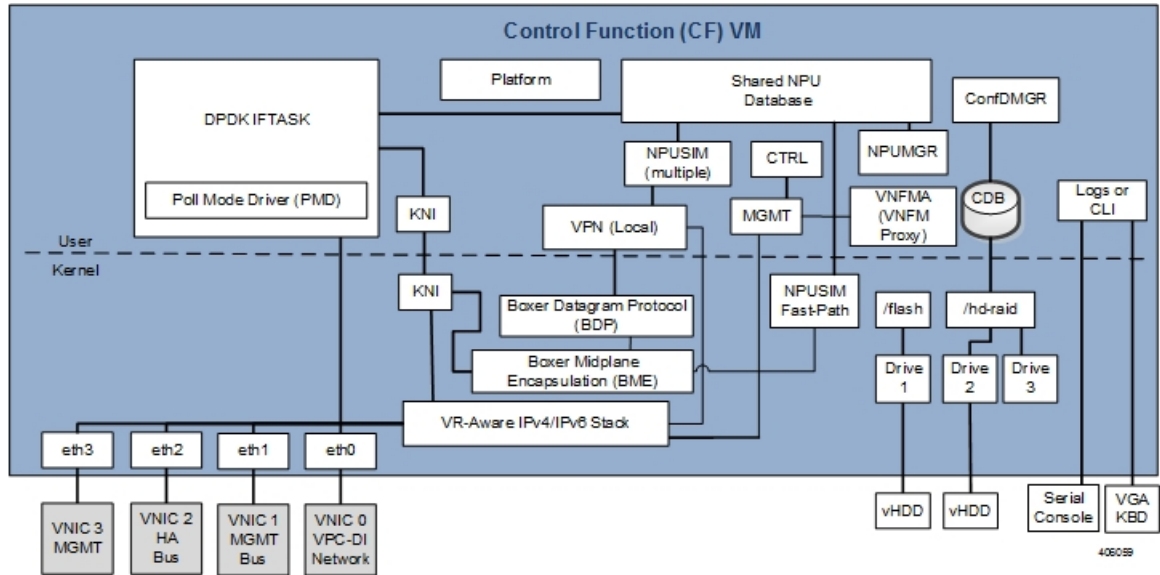 Control Function (CF) VM
Platform
Shared NPU
Database
ConfDMGR
DPDK IFTASK
Poll Mode Driver (PMD)
NPUSIM
(multiple)
CTRL
NPUMGR
KNI
VPN (Local)
MGMT
VNFMA
(VNFM
Proxy)
CDB
Logs or
CLI
User
Kernel
KNI
Boxer Datagram Protocol
(BDP)
NPUSIM
Fast-Path
/flash
/hd-raid
Boxer Midplane
Encapsulation (BME)
Drive
1
Drive
2
Drive
3
VR-Aware IPv4/IPv6 Stack
eth3
eth2
eth1
eth0
VNIC 3
MGMT
VNIC 2
HA
Bus
VNIC 1
MGMT
Bus
VNIC 0
VPC-DI
Network
vHDD
vHDD
Serial
Console
VGA
KBD
406059